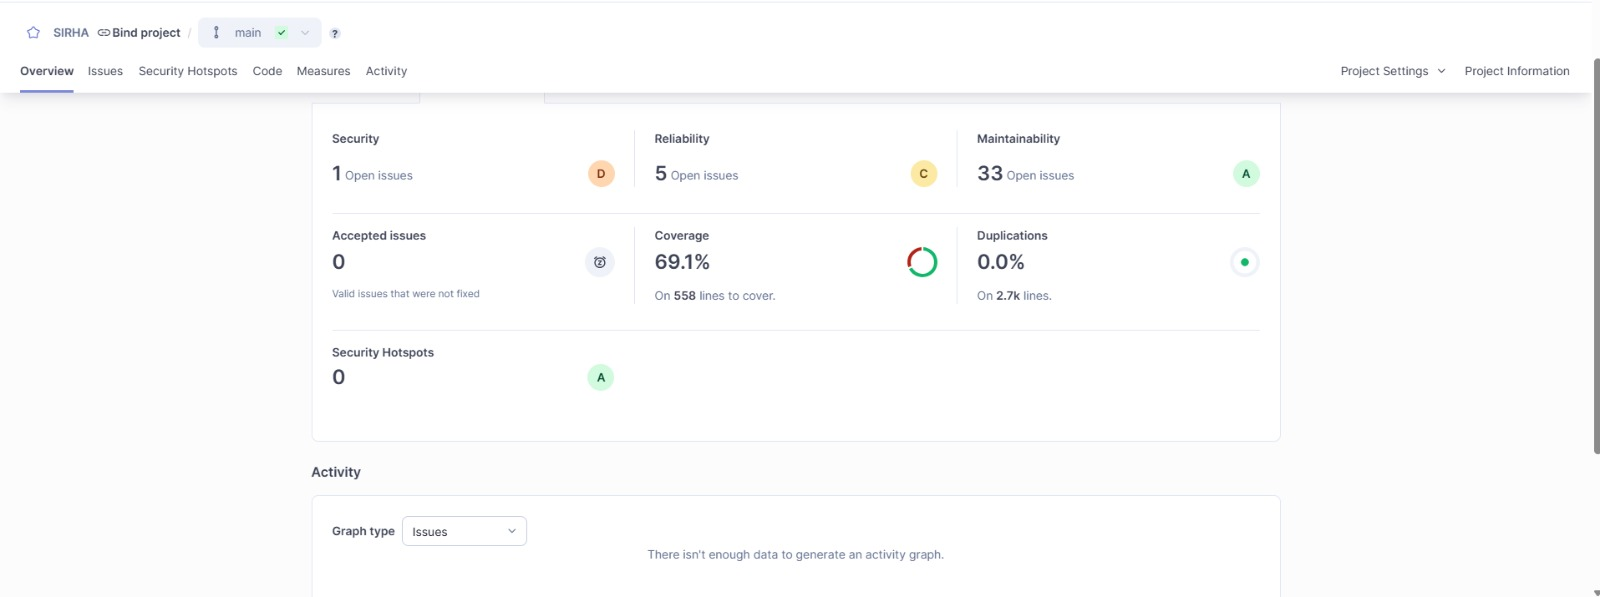 SIRHA Bind project / main ?
Overview Issues Security Hotspots Code Measures Activity Project Settings Project Information
Security Reliability Maintainability
1 Open issues D 5 Open issues C 33 Open issues A
Accepted issues Coverage Duplications
0 69.1% 0.0%
Valid issues that were not fixed On 558 lines to cover. On 2.7k lines.
Security Hotspots
0 A
Activity
Graph type Issues
There isn't enough data to generate an activity graph.